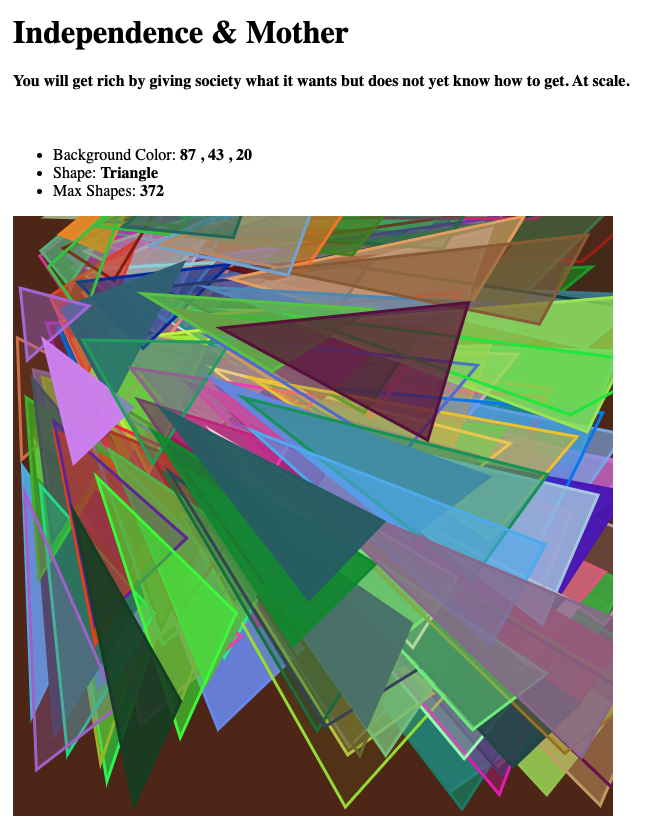 Independence & Mother
You will get rich by giving society what it wants but does not yet know how to get. At scale.
Background Color: 87 , 43 , 20
Shape: Triangle
Max Shapes: 372